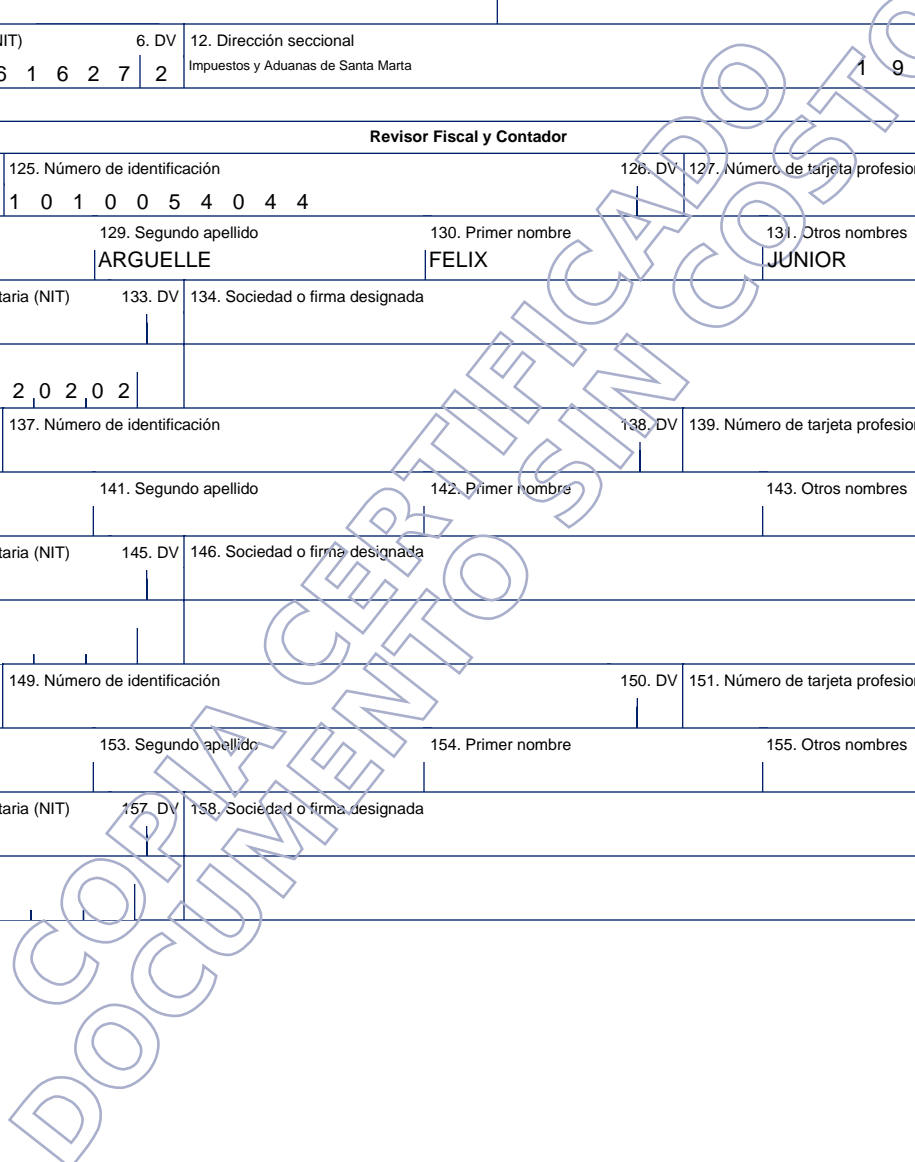 NIT) 6. DV 12. Dirección seccional
6 1 6 2 7 2 Impuestos y Aduanas de Santa Marta 1 9
Revisor Fiscal y Contador
125. Número de identificación 126. DV 127. Número de tarjeta profesion
1 0 1 0 0 5 4 0 4 4
129. Segundo apellido 130. Primer nombre 131. Otros nombres
ARGUELLE FELIX JUNIOR
taria (NIT) 133. DV 134. Sociedad o firma designada
2 0 2 0 2
137. Número de identificación 138. DV 139. Número de tarjeta profesion
141. Segundo apellido 142. Primer nombre 143. Otros nombres
taria (NIT) 145. DV 146. Sociedad o firma designada
149. Número de identificación 150. DV 151. Número de tarjeta profesion
153. Segundo apellido 154. Primer nombre 155. Otros nombres
taria (NIT) 157. DV 158. Sociedad o firma designada
COPIA CERTIFICADO
DOCUMENTO SIN COSTO